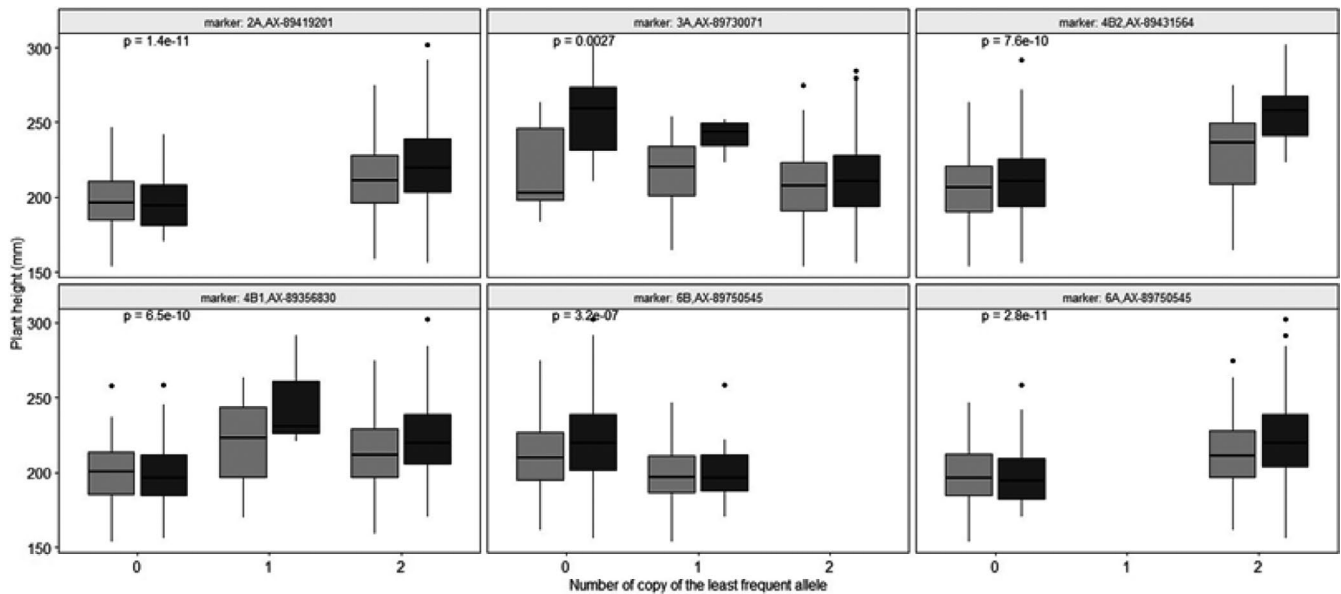 marker: 2A,AX-89419201
marker: 3A,AX-89730071
marker: 4B2,AX-89431564
p = 1.4e-11
p = 0.0027
p = 7.6e-10
300
250
200
150
marker: 4B1,AX-89356830
marker: 6B,AX-89750545
marker: 6A,AX-89750545
p = 6.5e-10
p = 3.2e-07
p = 2.8e-11
300
250
200
150
Plant height (mm)
0 1 2
0 1 2
0 1 2
Number of copy of the least frequent allele